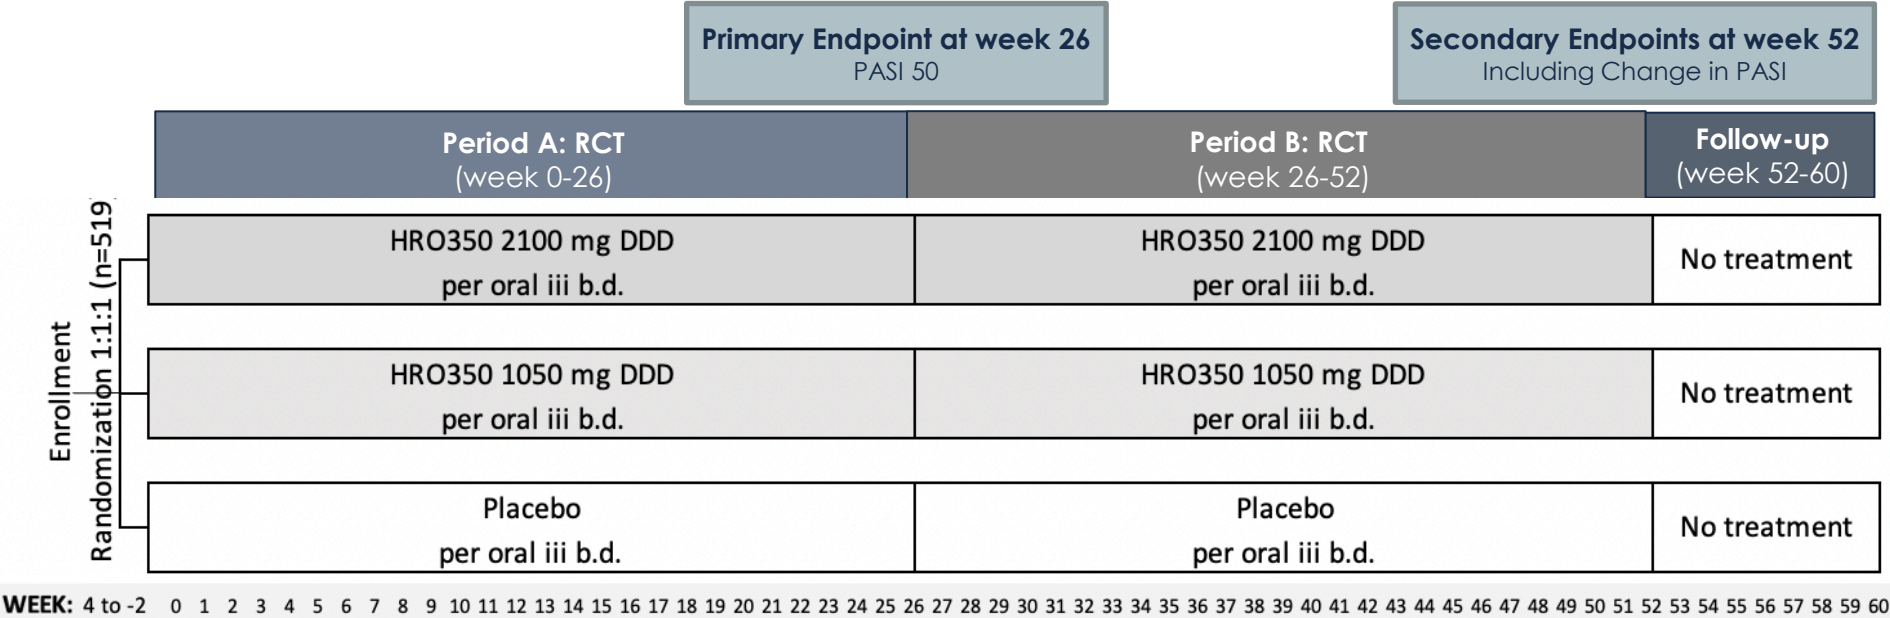 Primary Endpoint at week 26
PASI 50
Secondary Endpoints at week 52
Including Change in PASI
Period A: RCT
(week 0-26)
Period B: RCT
(week 26-52)
Follow-up
(week 52-60)
Enrollment
Randomization 1:1:1 (n=519)
HRO350 2100 mg DDD
per oral iii b.d.
HRO350 2100 mg DDD
per oral iii b.d.
No treatment
HRO350 1050 mg DDD
per oral iii b.d.
HRO350 1050 mg DDD
per oral iii b.d.
No treatment
Placebo
per oral iii b.d.
Placebo
per oral iii b.d.
No treatment
WEEK: 4 to -2 0 1 2 3 4 5 6 7 8 9 10 11 12 13 14 15 16 17 18 19 20 21 22 23 24 25 26 27 28 29 30 31 32 33 34 35 36 37 38 39 40 41 42 43 44 45 46 47 48 49 50 51 52 53 54 55 56 57 58 59 60